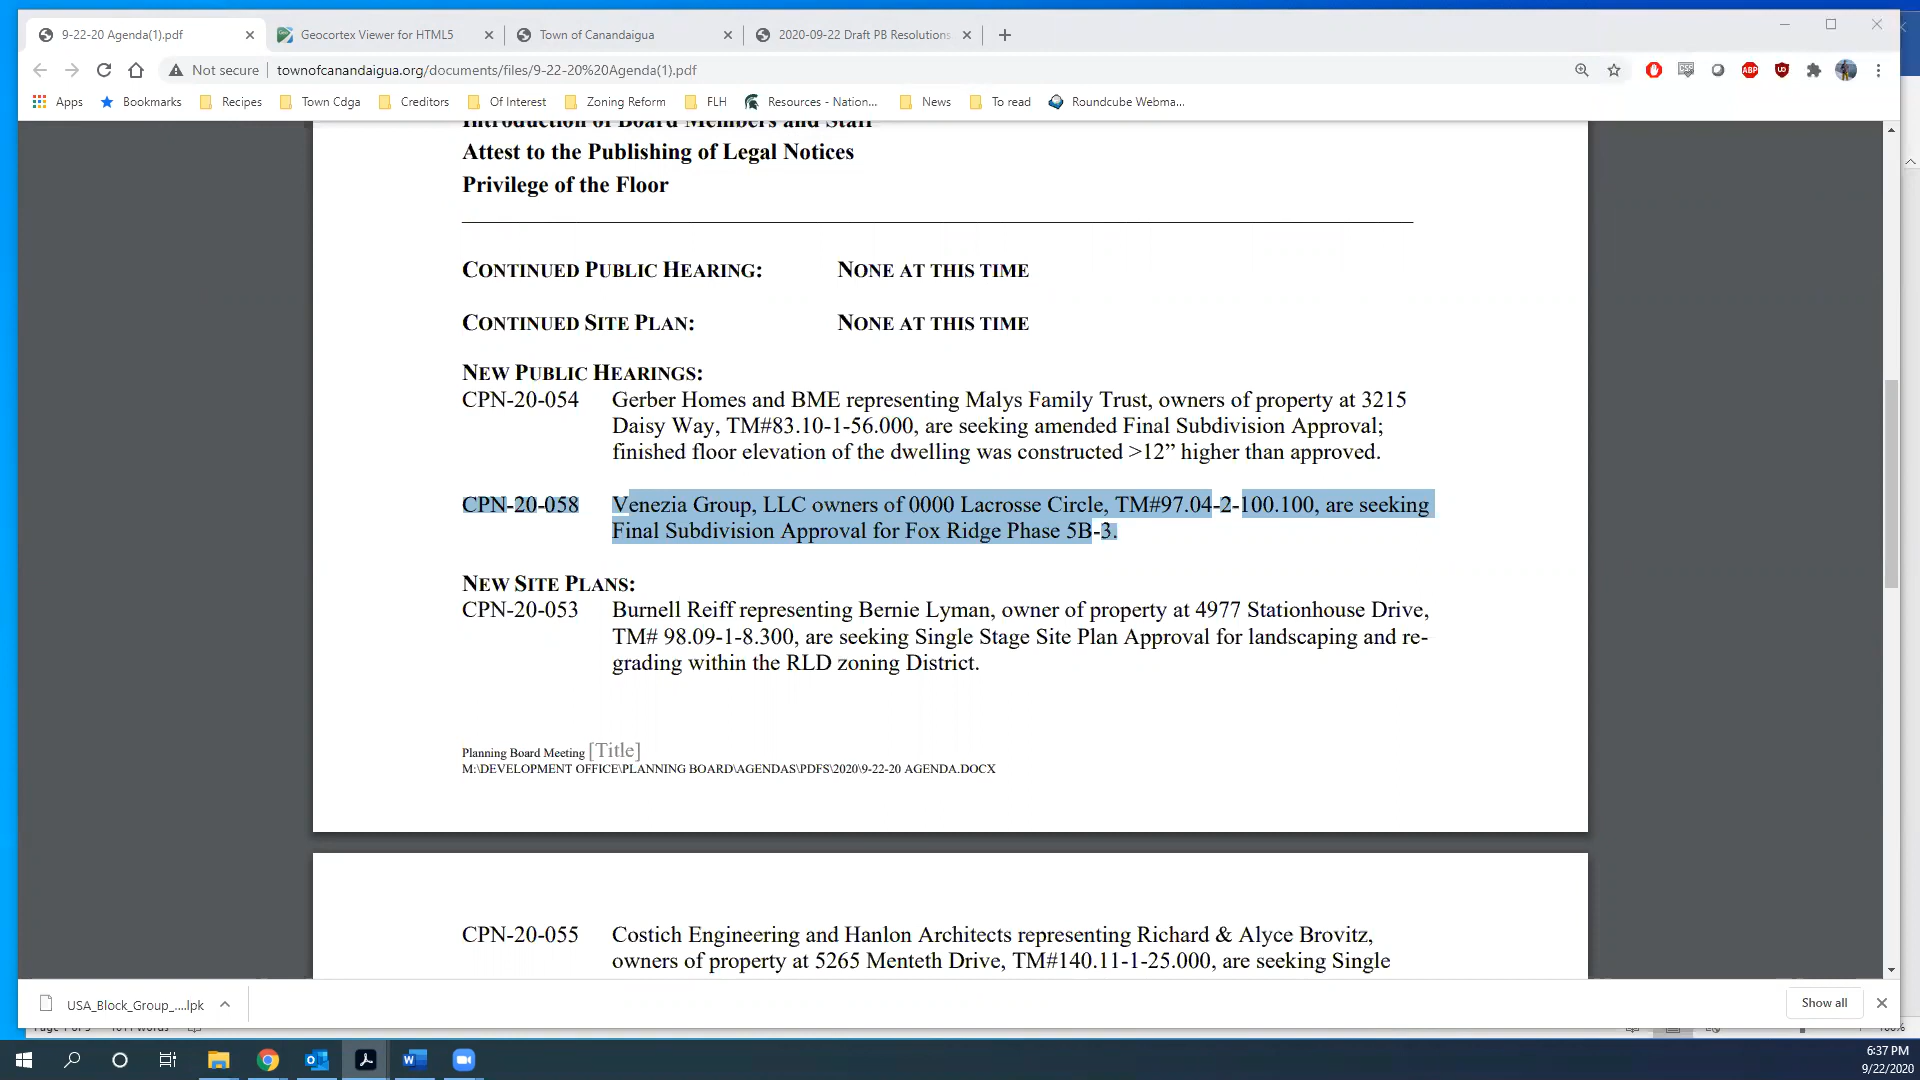 9-22-20 Agenda(1).pdf
Geocortex Viewer for HTML5
Town of Canandaigua
2020-09-22 Draft PB Resolutions
Not secure | townofcanandaigua.org/documents/files/9-22-20%20Agenda(1).pdf
Apps Bookmarks Recipes Town Cdga Creditors Of Interest Zoning Reform FLH Resources - Nation... News To read Roundcube Webma...
Introduction of Board Members and Staff
Attest to the Publishing of Legal Notices
Privilege of the Floor
CONTINUED PUBLIC HEARING: NONE AT THIS TIME
CONTINUED SITE PLAN: NONE AT THIS TIME
NEW PUBLIC HEARINGS:
CPN-20-054 Gerber Homes and BME representing Malys Family Trust, owners of property at 3215
Daisy Way, TM#83.10-1-56.000, are seeking amended Final Subdivision Approval;
finished floor elevation of the dwelling was constructed >12” higher than approved.
CPN-20-058 Venezia Group, LLC owners of 0000 Lacrosse Circle, TM#97.04-2-100.100, are seeking
Final Subdivision Approval for Fox Ridge Phase 5B-3.
NEW SITE PLANS:
CPN-20-053 Burnell Reiff representing Bernie Lyman, owner of property at 4977 Stationhouse Drive,
TM# 98.09-1-8.300, are seeking Single Stage Site Plan Approval for landscaping and re-
grading within the RLD zoning District.
Planning Board Meeting [Title]
M:\DEVELOPMENT OFFICE\PLANNING BOARD\AGENDAS\PDFS\2020\9-22-20 AGENDA.DOCX
CPN-20-055 Costich Engineering and Hanlon Architects representing Richard & Alyce Brovitz,
owners of property at 5265 Menteth Drive, TM#140.11-1-25.000, are seeking Single
USA_Block_Group_....lpk
Show all
6:37 PM
9/22/2020